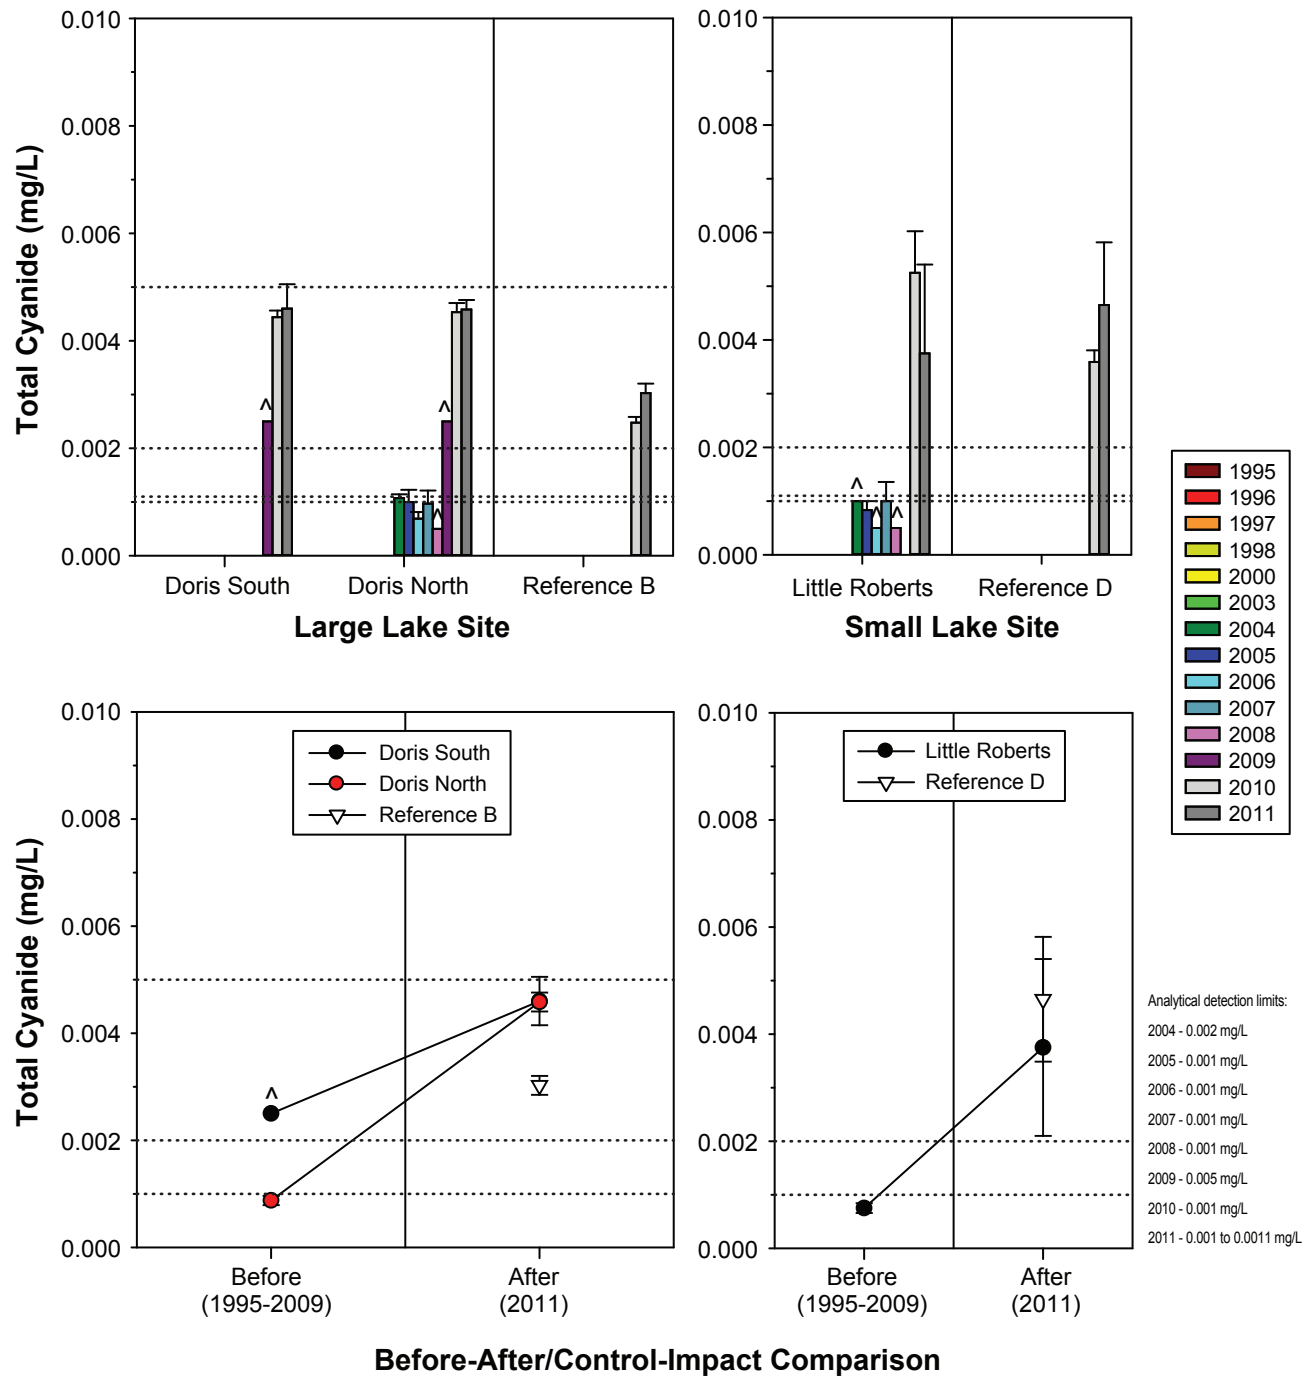 0.010
0.008
0.006
0.004
0.002
0.000
Total Cyanide (mg/L)
^
^
^
Doris South
Doris North
Reference B
Large Lake Site
0.010
0.008
0.006
0.004
0.002
0.000
^
^
^
Little Roberts
Reference D
Small Lake Site
1995
1996
1997
1998
2000
2003
2004
2005
2006
2007
2008
2009
2010
2011
0.010
0.008
0.006
0.004
0.002
0.000
Total Cyanide (mg/L)
Doris South
Doris North
Reference B
^
Before
(1995-2009)
After
(2011)
0.010
0.008
0.006
0.004
0.002
0.000
Little Roberts
Reference D
Before
(1995-2009)
After
(2011)
Analytical detection limits:
2004 - 0.002 mg/L
2005 - 0.001 mg/L
2006 - 0.001 mg/L
2007 - 0.001 mg/L
2008 - 0.001 mg/L
2009 - 0.005 mg/L
2010 - 0.001 mg/L
2011 - 0.001 to 0.0011 mg/L
Before-After/Control-Impact Comparison